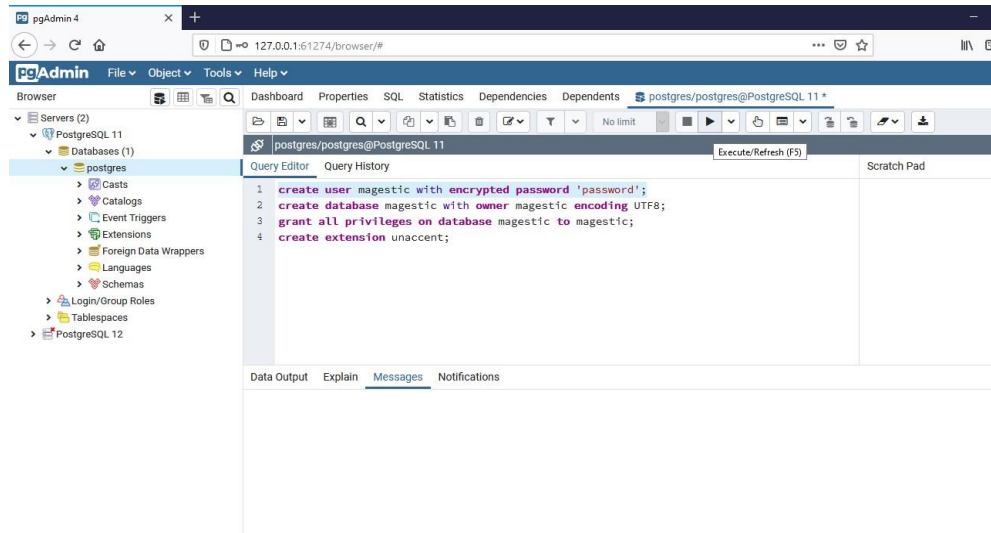 pgAdmin 4
127.0.0.1:61274/browser/#
pgAdmin File Object Tools Help
Browser
Dashboard Properties SQL Statistics Dependencies Dependents postgres/postgres@PostgreSQL 11 *
Servers (2)
PostgreSQL 11
Databases (1)
postgres
Casts
Catalogs
Event Triggers
Extensions
Foreign Data Wrappers
Languages
Schemas
Login/Group Roles
Tablespaces
PostgreSQL 12
No limit
postgres/postgres@PostgreSQL 11
Execute/Refresh (F5)
Query Editor Query History
Scratch Pad
1 create user magestic with encrypted password 'password';
2 create database magestic with owner magestic encoding UTF8;
3 grant all privileges on database magestic to magestic;
4 create extension unaccent;
Data Output Explain Messages Notifications